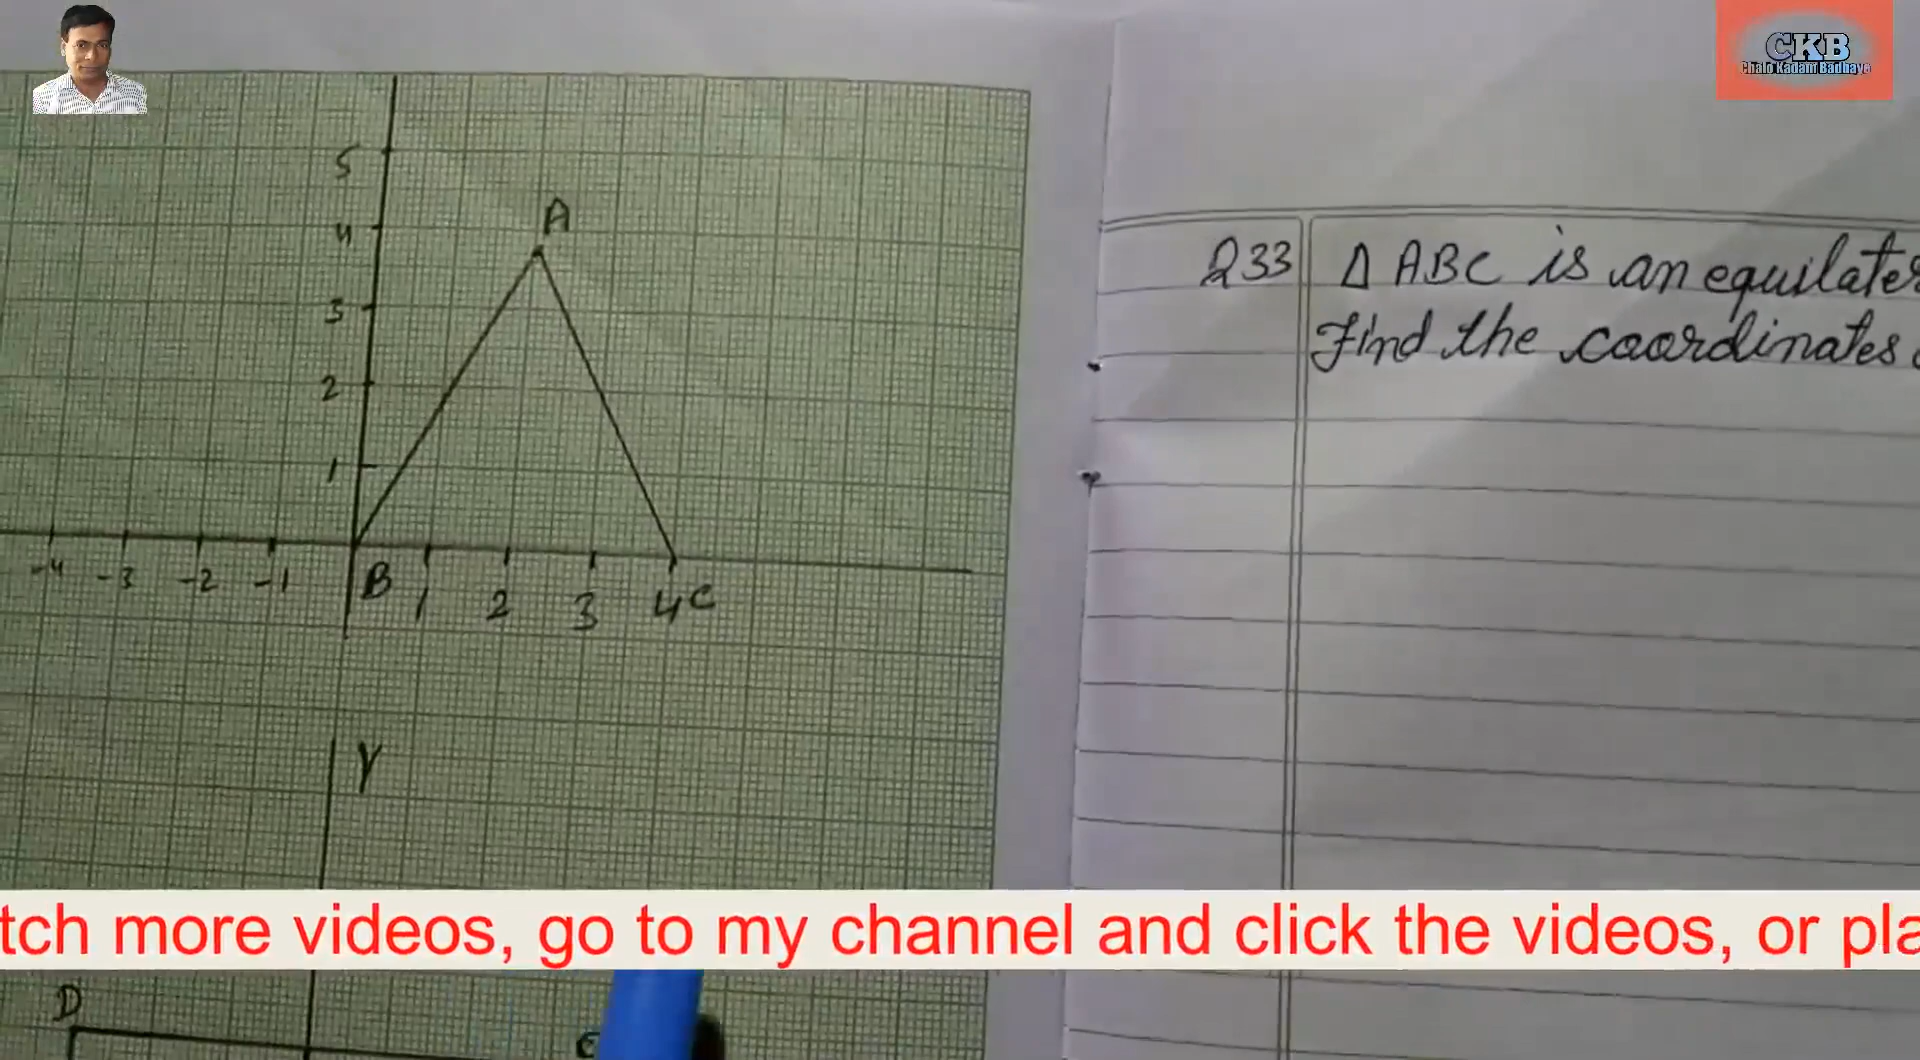 CKB
Chalo Kadam Badhaye
5
A
4
3
2
1
-4 -3 -2 -1 B 1 2 3 4 C
Y
Q33 Δ ABC is an equilate
Find the coordinates
tch more videos, go to my channel and click the videos, or pla
D
C